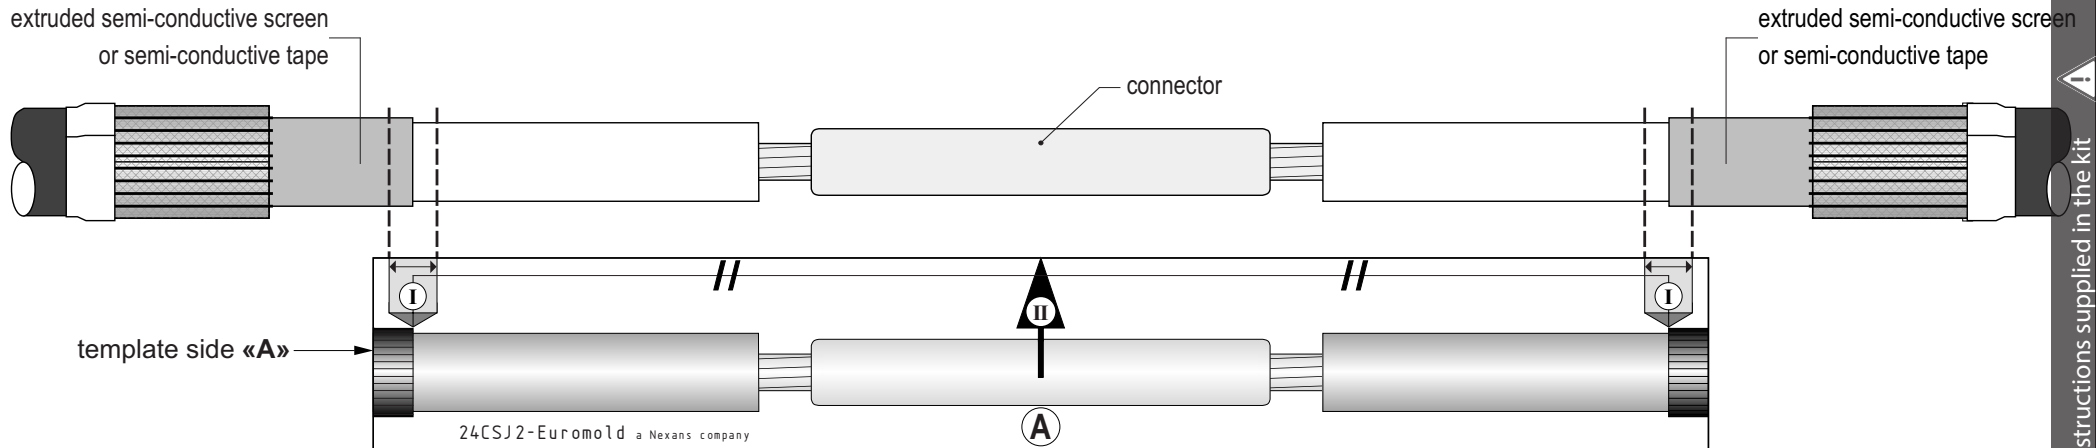 extruded semi-conductive screen
or semi-conductive tape
extruded semi-conductive screen
or semi-conductive tape
connector
I
I
II
template side «A»
24CSJ2-Euromold a Nexans company
A
!
supplied in the kit